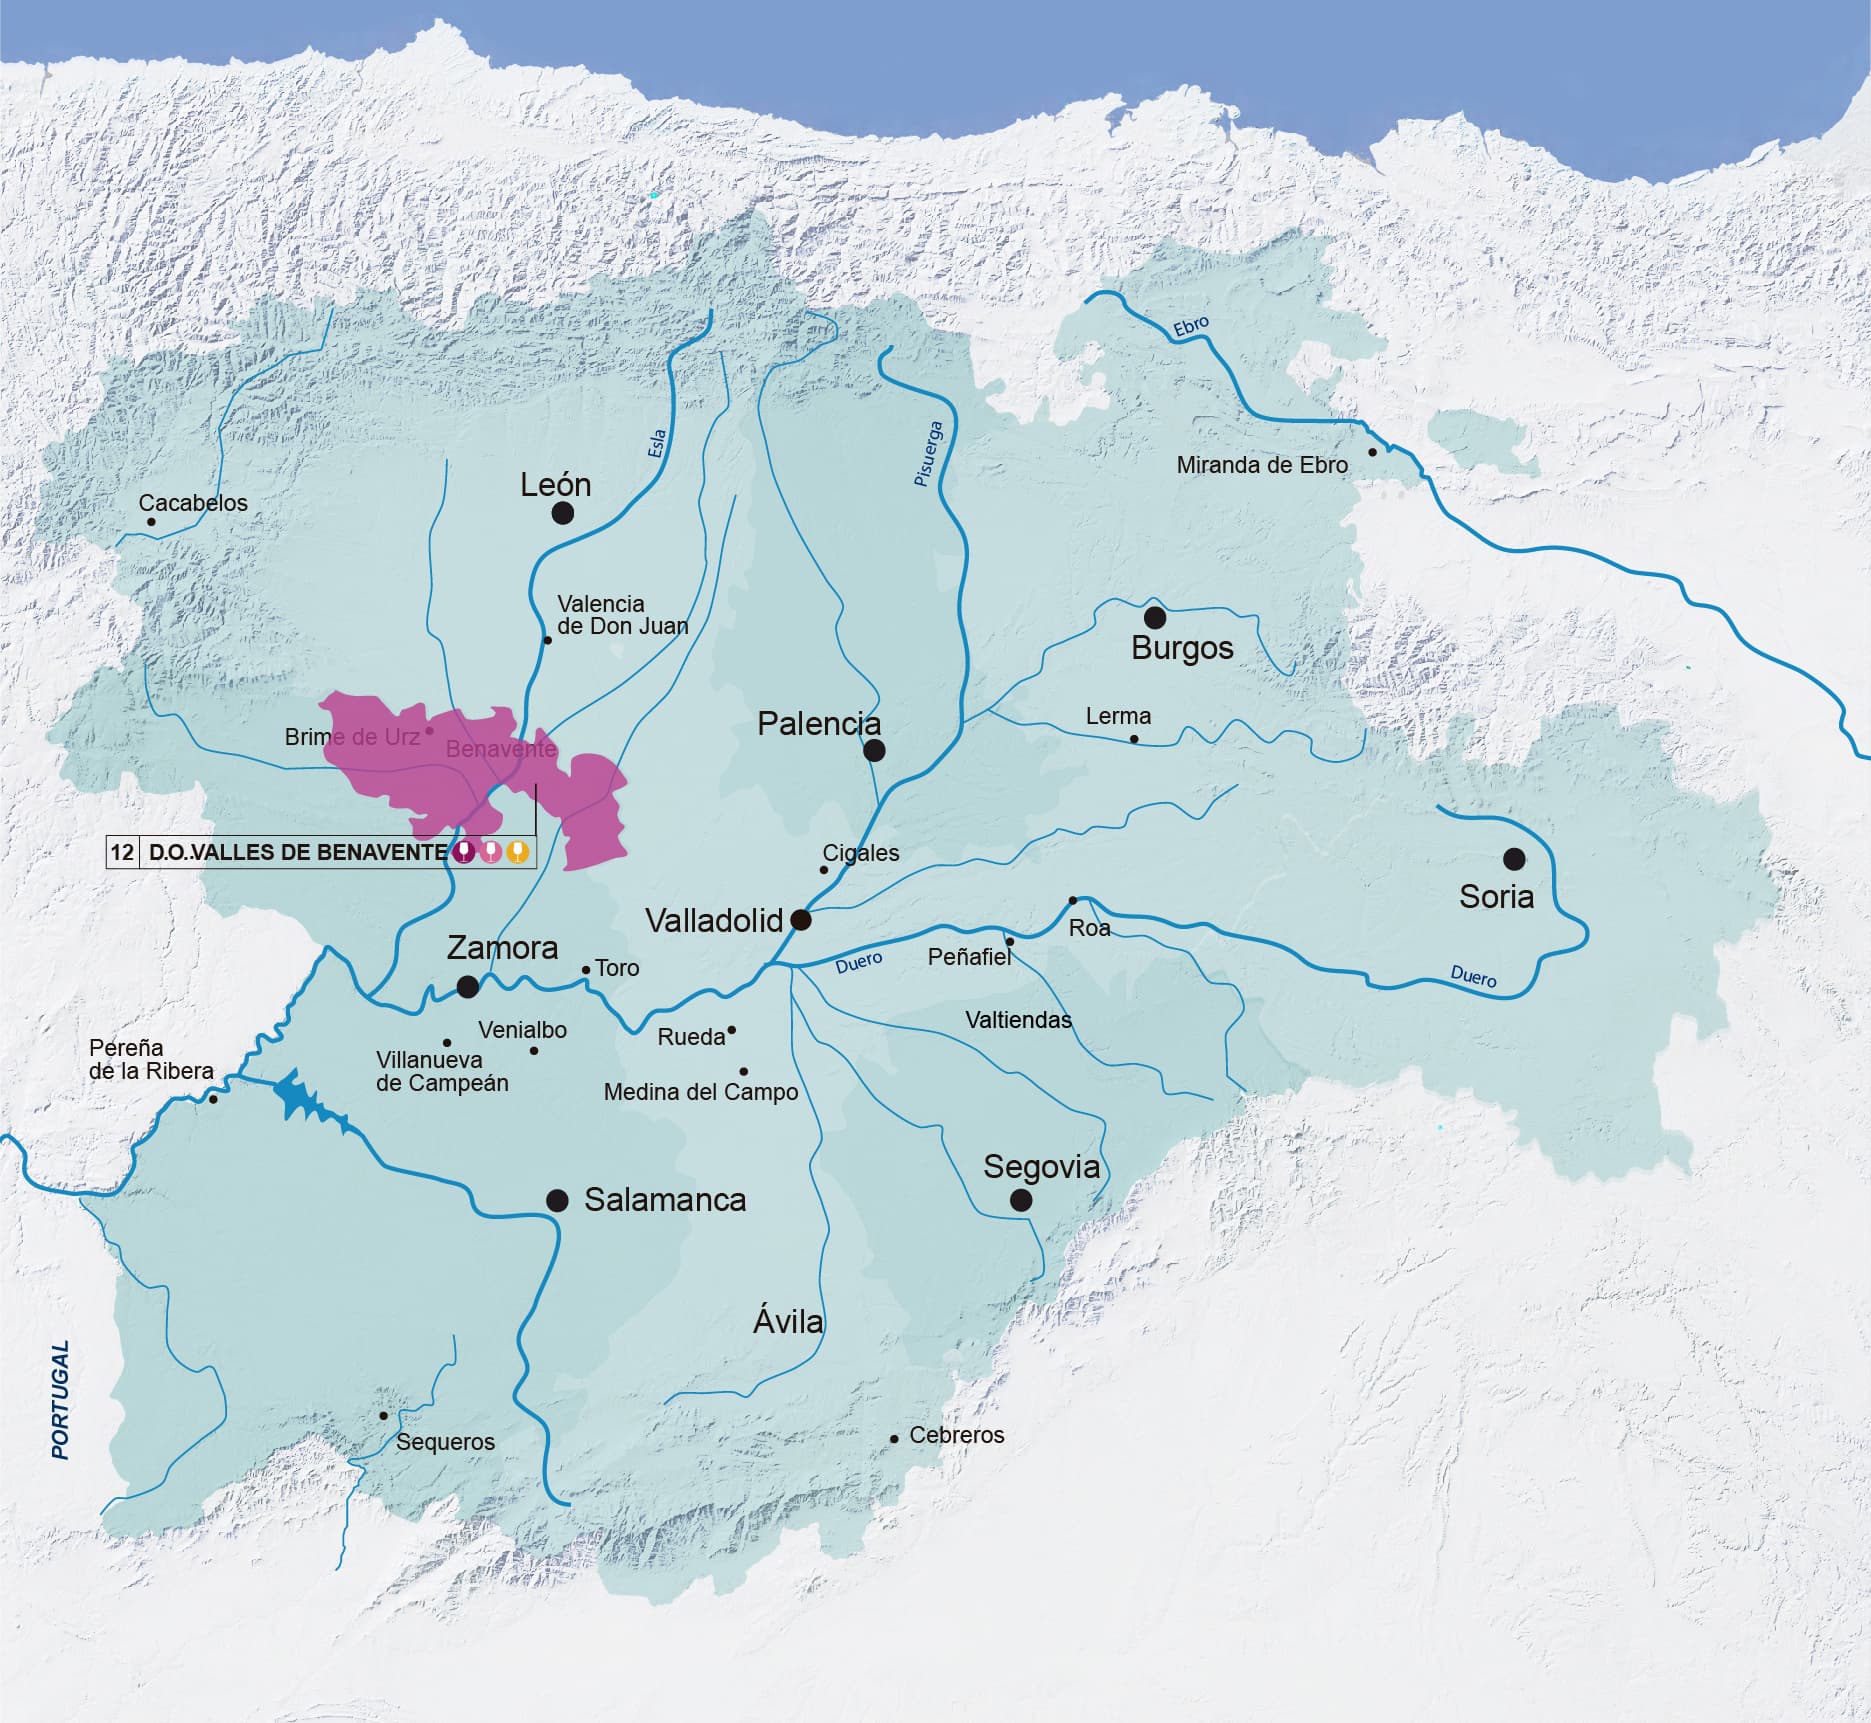 Ebro
Esla
Pisuerga
Miranda de Ebro
León
Cacabelos
Valencia
de Don Juan
Burgos
Lerma
Palencia
Brime de Urz
Benavente
12 D.O..VALLES DE BENAVENTE
Cigales
Soria
Valladolid
Roa
Zamora
Peñafiel
Duero
Toro
Duero
Valtiendas
Venialbo
Rueda
Pereña
de la Ribera
Villanueva
de Campeán
Medina del Campo
Segovia
Salamanca
Ávila
PORTUGAL
Sequeros
Cebreros